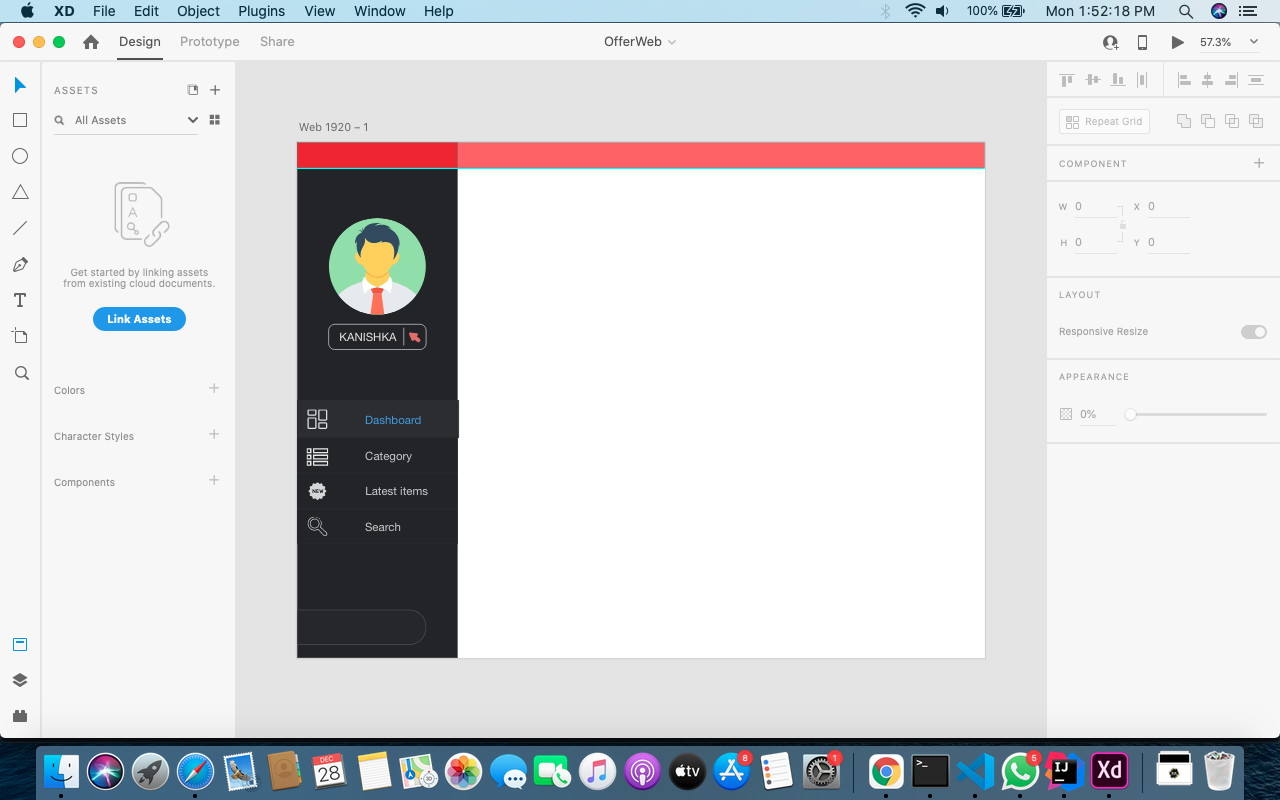 XD File Edit Object Plugins View Window Help 100% Mon 1:52:18 PM
Design Prototype Share OfferWeb 57.3%
ASSETS
All Assets
A
Get started by linking assets
from existing cloud documents.
Link Assets
Colors
Character Styles
Components
T
Web 1920 – 1
KANISHKA
Dashboard
Category
NEW
Latest items
Search
Repeat Grid
COMPONENT
W 0 X 0
H 0 Y 0
LAYOUT
Responsive Resize
APPEARANCE
0%
DEC
28
3D
tv
8
1
>_
5
IJ
Xd